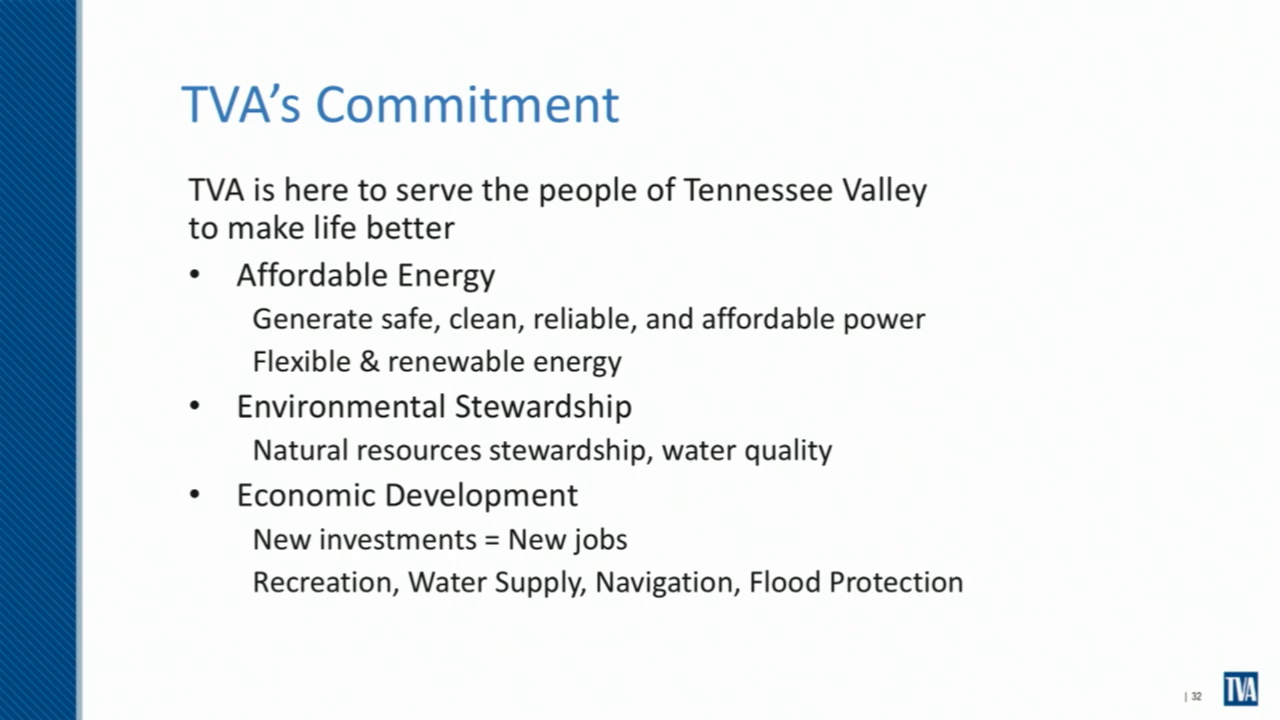 TVA’s Commitment
TVA is here to serve the people of Tennessee Valley
to make life better
• Affordable Energy
Generate safe, clean, reliable, and affordable power
Flexible & renewable energy
• Environmental Stewardship
Natural resources stewardship, water quality
• Economic Development
New investments = New jobs
Recreation, Water Supply, Navigation, Flood Protection
| 32
TVA